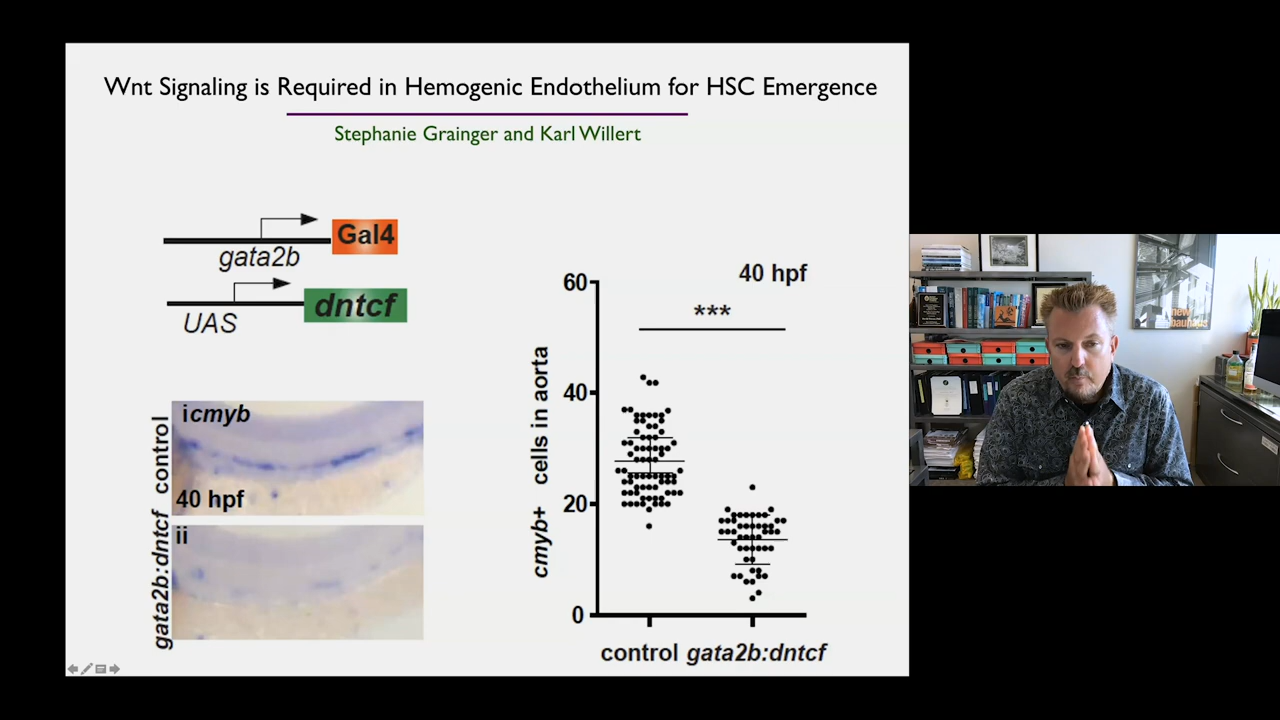 Wnt Signaling is Required in Hemogenic Endothelium for HSC Emergence
Stephanie Grainger and Karl Willert
Gal4
gata2b
dntcf
UAS
control
i cmyb
40 hpf
gata2b:dntcf
ii
40 hpf
***
cmyb+ cells in aorta
60
40
20
0
control gata2b:dntcf
new
bauhaus